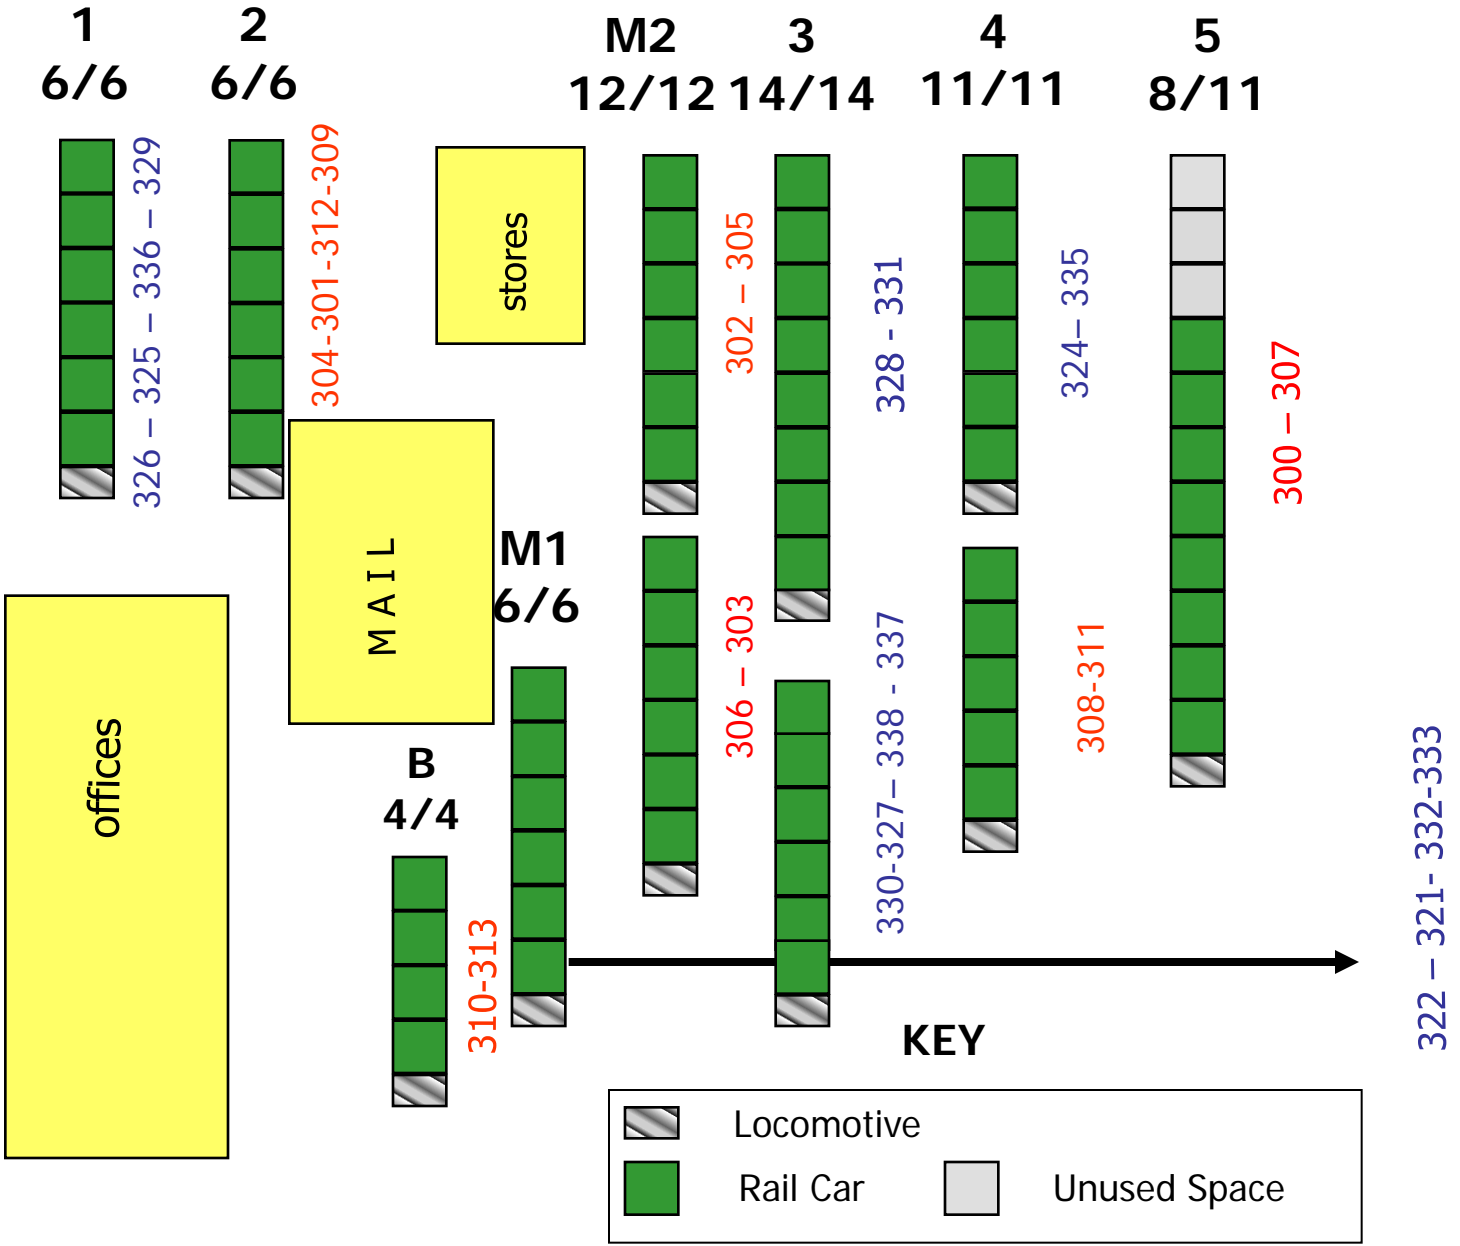 1
6/6
2
6/6
M2
12/12
3
14/14
4
11/11
5
8/11
326 – 325 – 336 – 329
304-301-312-309
stores
302 – 305
328 - 331
324– 335
300 – 307
MAIL
M1
6/6
306 – 303
330-327– 338 - 337
308-311
offices
B
4/4
310-313
322 – 321- 332-333
KEY
Locomotive
Rail Car
Unused Space